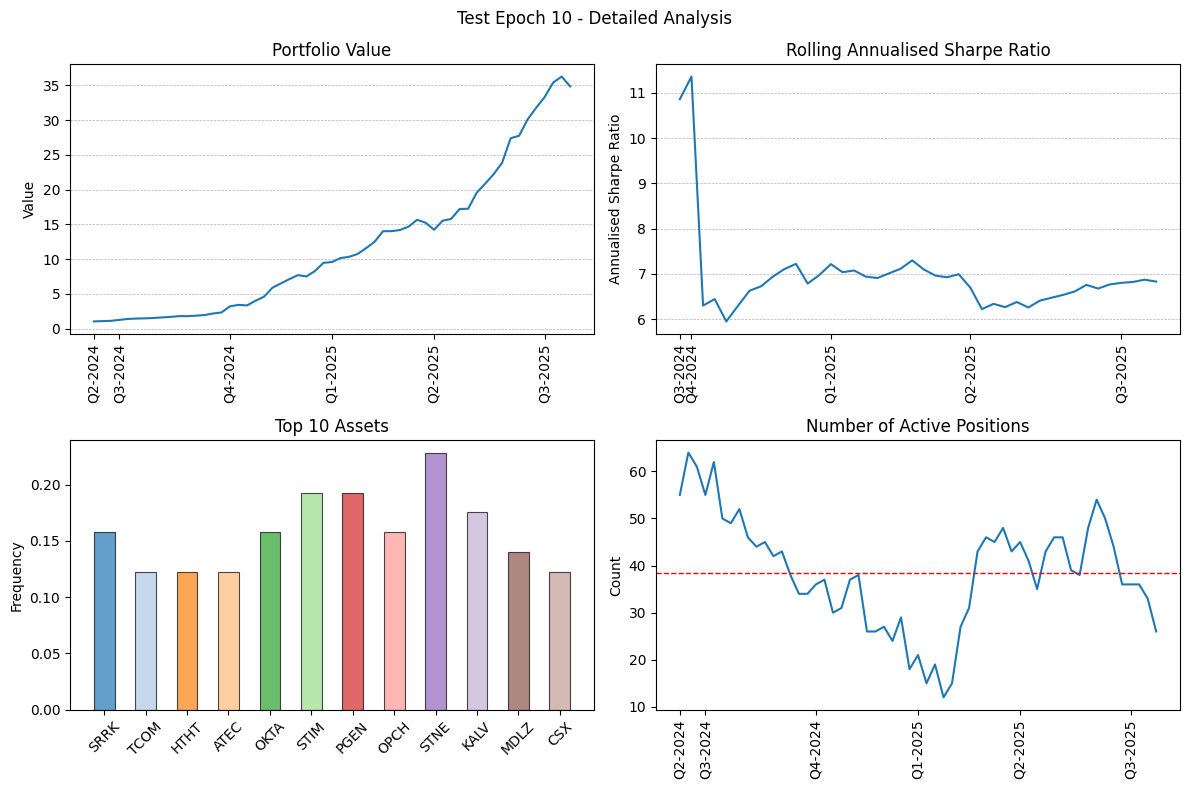 Test Epoch 10 - Detailed Analysis
Portfolio Value
Value
35
30
25
20
15
10
5
0
Q2-2024
Q3-2024
Q4-2024
Q1-2025
Q2-2025
Q3-2025
Rolling Annualised Sharpe Ratio
Annualised Sharpe Ratio
11
10
9
8
7
6
Q3-2024
Q4-2024
Q1-2025
Q2-2025
Q3-2025
Top 10 Assets
Frequency
0.20
0.15
0.10
0.05
0.00
SRRK
TCOM
HTHT
ATEC
OKTA
STIM
PGEN
OPCH
STNE
KALV
MDLZ
CSX
Number of Active Positions
Count
60
50
40
30
20
10
Q2-2024
Q3-2024
Q4-2024
Q1-2025
Q2-2025
Q3-2025